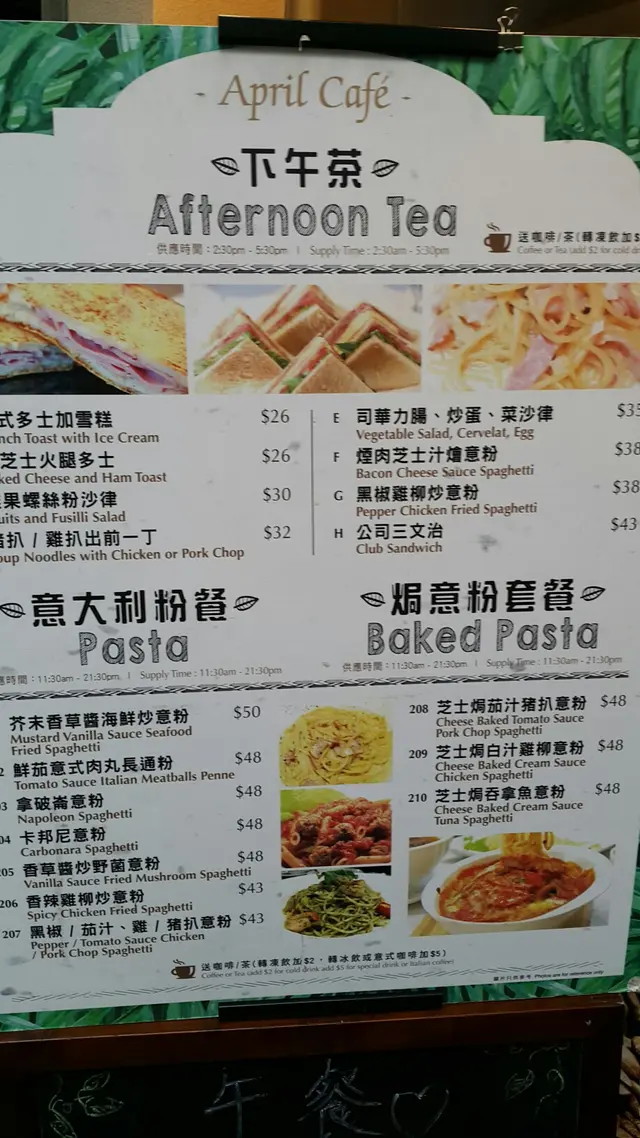 - April Café -
下午茶
Afternoon Tea
供應時間：2:30pm - 5:30pm | Supply Time : 2:30am - 5:30pm
送咖啡/茶(轉凍飲加$
Coffee or Tea (add $2 for cold dr
式多士加雪糕 $26
nch Toast with Ice Cream
芝士火腿多士 $26
ked Cheese and Ham Toast
果螺絲粉沙律 $30
uits and Fusilli Salad
豬扒 / 雞扒出前一丁 $32
oup Noodles with Chicken or Pork Chop
E 司華力腸、炒蛋、菜沙律 $35
Vegetable Salad, Cervelat, Egg
F 煙肉芝士汁燴意粉 $38
Bacon Cheese Sauce Spaghetti
G 黑椒雞柳炒意粉 $38
Pepper Chicken Fried Spaghetti
H 公司三文治 $43
Club Sandwich
意大利粉餐
Pasta
應時間：11:30am - 21:30pm | Supply Time : 11:30am - 21:30pm
芥末香草醬海鮮炒意粉 $50
Mustard Vanilla Sauce Seafood
Fried Spaghetti
2 鮮茄意式肉丸長通粉 $48
Tomato Sauce Italian Meatballs Penne
03 拿破崙意粉 $48
Napoleon Spaghetti
04 卡邦尼意粉 $48
Carbonara Spaghetti
205 香草醬炒野菌意粉 $48
Vanilla Sauce Fried Mushroom Spaghetti
206 香辣雞柳炒意粉 $43
Spicy Chicken Fried Spaghetti
207 黑椒 / 茄汁、雞 / 豬扒意粉 $43
Pepper / Tomato Sauce Chicken
/ Pork Chop Spaghetti
焗意粉套餐
Baked Pasta
供應時間：11:30am - 21:30pm | Supply Time : 11:30am - 21:30pm
208 芝士焗茄汁豬扒意粉 $48
Cheese Baked Tomato Sauce
Pork Chop Spaghetti
209 芝士焗白汁雞柳意粉 $48
Cheese Baked Cream Sauce
Chicken Spaghetti
210 芝士焗吞拿魚意粉 $48
Cheese Baked Cream Sauce
Tuna Spaghetti
送咖啡/茶(轉凍飲加$2，轉冰飲或意式咖啡加$5)
Coffee or Tea (add $2 for cold drink add $5 for special drink or Italian coffee)
圖片只供參考 Photos are for reference only
午餐